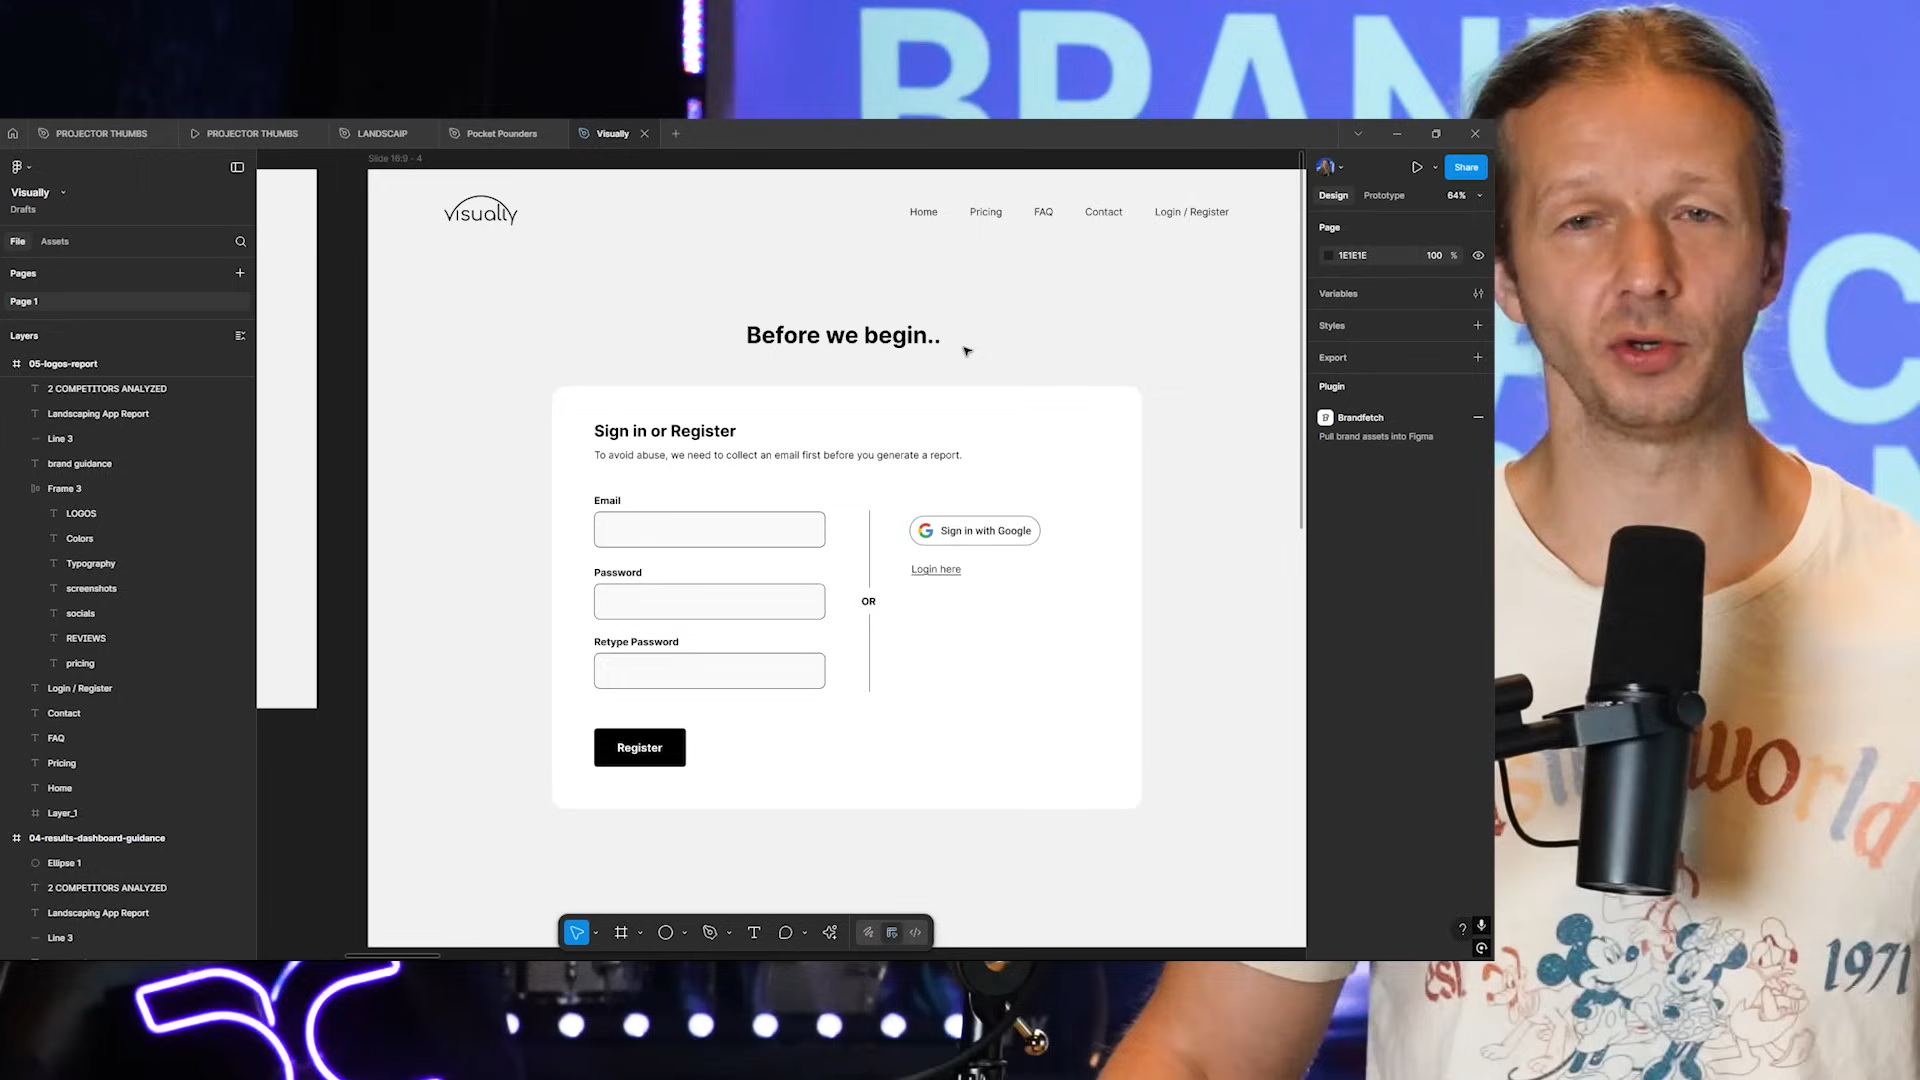 BRAN
PROJECTOR THUMBS
PROJECTOR THUMBS
LANDSCAIP
Pocket Pounders
Visually
Visually
Drafts
File
Assets
Pages
Page 1
Layers
05-logos-report
2 COMPETITORS ANALYZED
Landscaping App Report
Line 3
brand guidance
Frame 3
LOGOS
Colors
Typography
screenshots
socials
REVIEWS
pricing
Login / Register
Contact
FAQ
Pricing
Home
Layer_1
04-results-dashboard-guidance
Ellipse 1
2 COMPETITORS ANALYZED
Landscaping App Report
Line 3
Slide 16:9 - 4
visually
Home
Pricing
FAQ
Contact
Login / Register
Before we begin..
Sign in or Register
To avoid abuse, we need to collect an email first before you generate a report.
Email
Password
Retype Password
Register
OR
Sign in with Google
Login here
Share
Design
Prototype
64%
Page
1E1E1E
100
%
Variables
Styles
Export
Plugin
Brandfetch
Pull brand assets into Figma
?
world
est.
1971